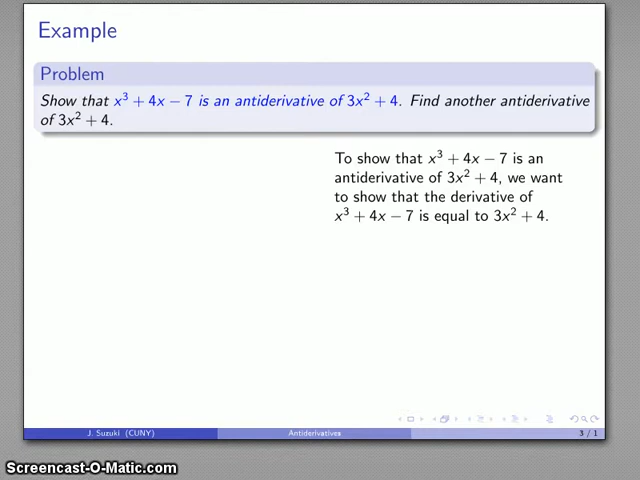 Example
Problem
Show that x³ + 4x − 7 is an antiderivative of 3x² + 4. Find another antiderivative
of 3x² + 4.
To show that x³ + 4x − 7 is an
antiderivative of 3x² + 4, we want
to show that the derivative of
x³ + 4x − 7 is equal to 3x² + 4.
J. Suzuki (CUNY) Antiderivatives 3 / 1
Screencast-O-Matic.com